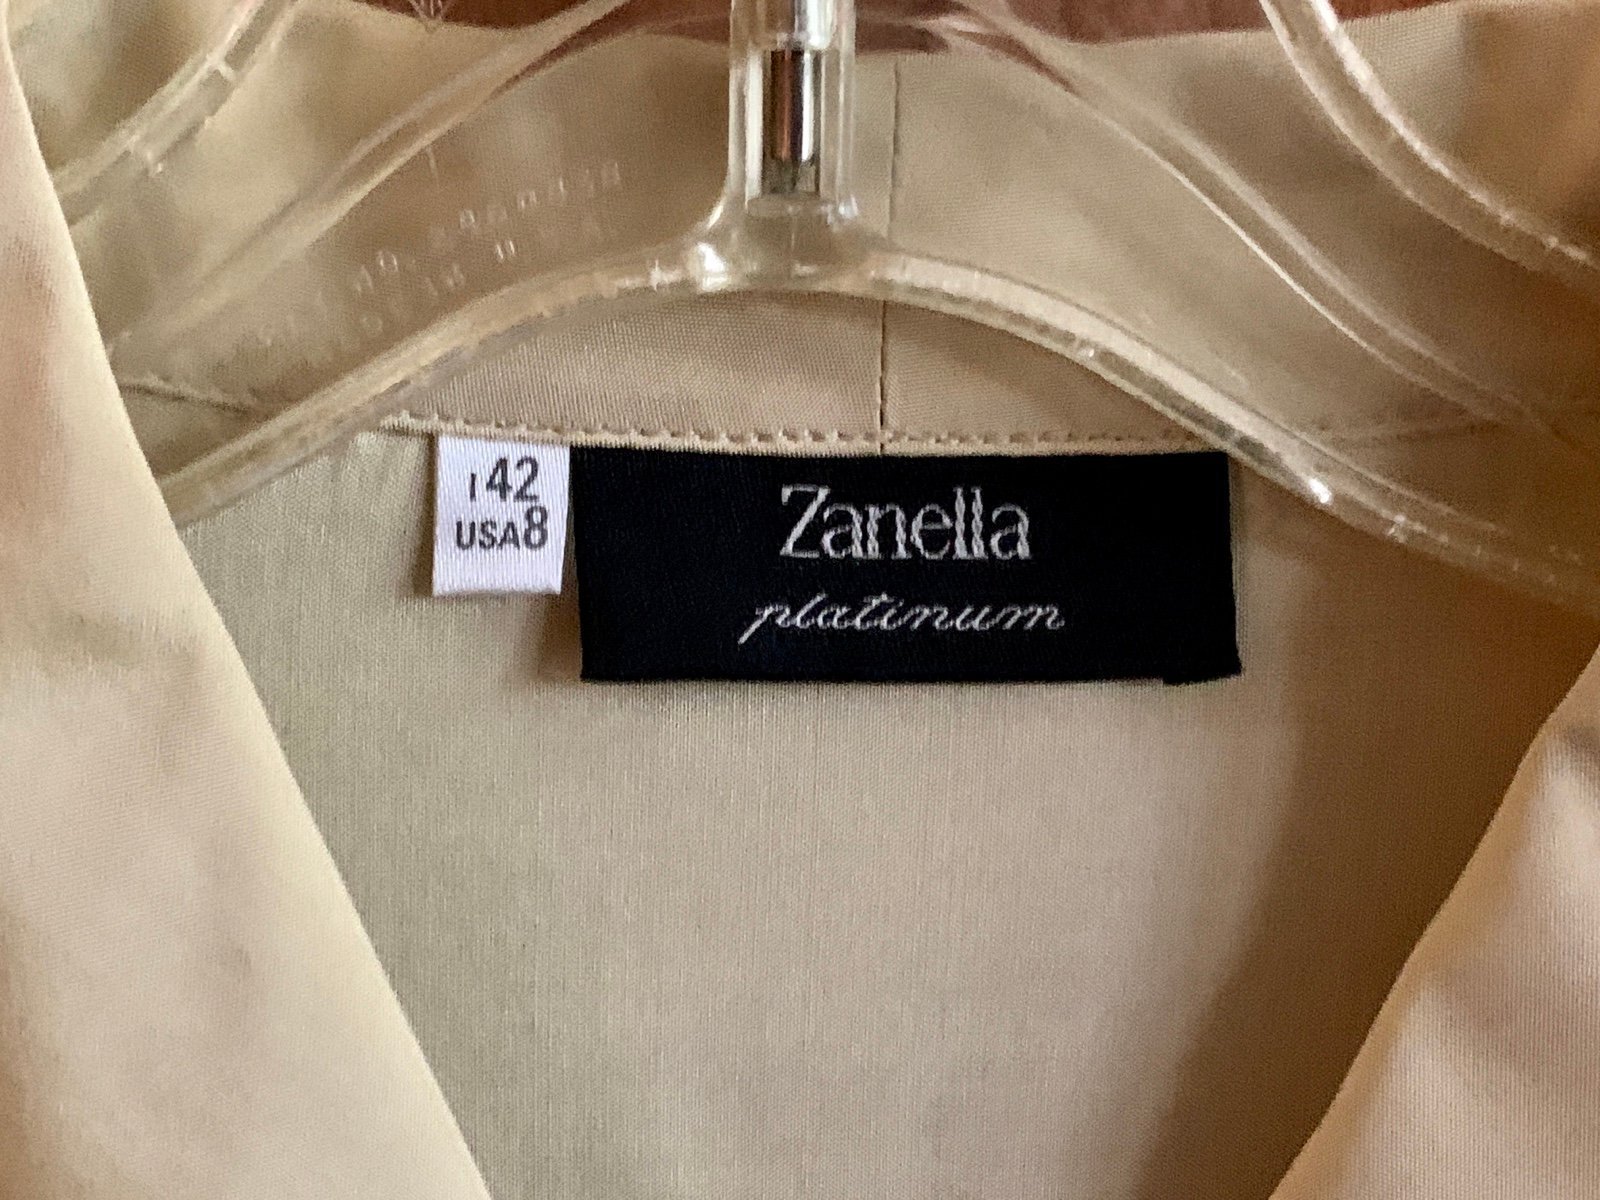 I 42
USA 8
Zanella
platinum